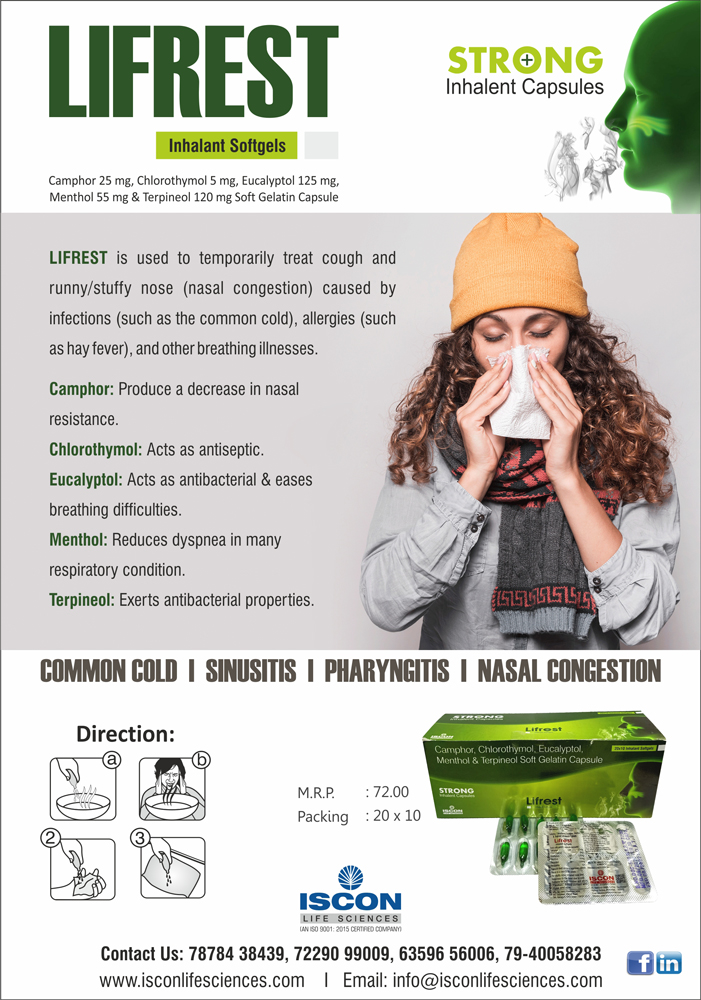 LIFREST
STRONG
Inhalent Capsules
Inhalant Softgels
Camphor 25 mg, Chlorothymol 5 mg, Eucalyptol 125 mg,
Menthol 55 mg & Terpineol 120 mg Soft Gelatin Capsule
LIFREST is used to temporarily treat cough and
runny/stuffy nose (nasal congestion) caused by
infections (such as the common cold), allergies (such
as hay fever), and other breathing illnesses.
Camphor: Produce a decrease in nasal
resistance.
Chlorothymol: Acts as antiseptic.
Eucalyptol: Acts as antibacterial & eases
breathing difficulties.
Menthol: Reduces dyspnea in many
respiratory condition.
Terpineol: Exerts antibacterial properties.
COMMON COLD I SINUSITIS I PHARYNGITIS I NASAL CONGESTION
Direction:
a
b
2
3
M.R.P. : 72.00
Packing : 20 x 10
STRONG
Lifrest
Camphor, Chlorothymol, Eucalyptol,
Menthol & Terpineol Soft Gelatin Capsule
STRONG
Inhalent Capsules
Lifrest
ISCON
ISCON
ISCON
LIFE SCIENCES
(AN ISO 9001: 2015 CERTIFIED COMPANY)
Contact Us: 78784 38439, 72290 99009, 63596 56006, 79-40058283
www.isconlifesciences.com I Email: info@isconlifesciences.com
f in